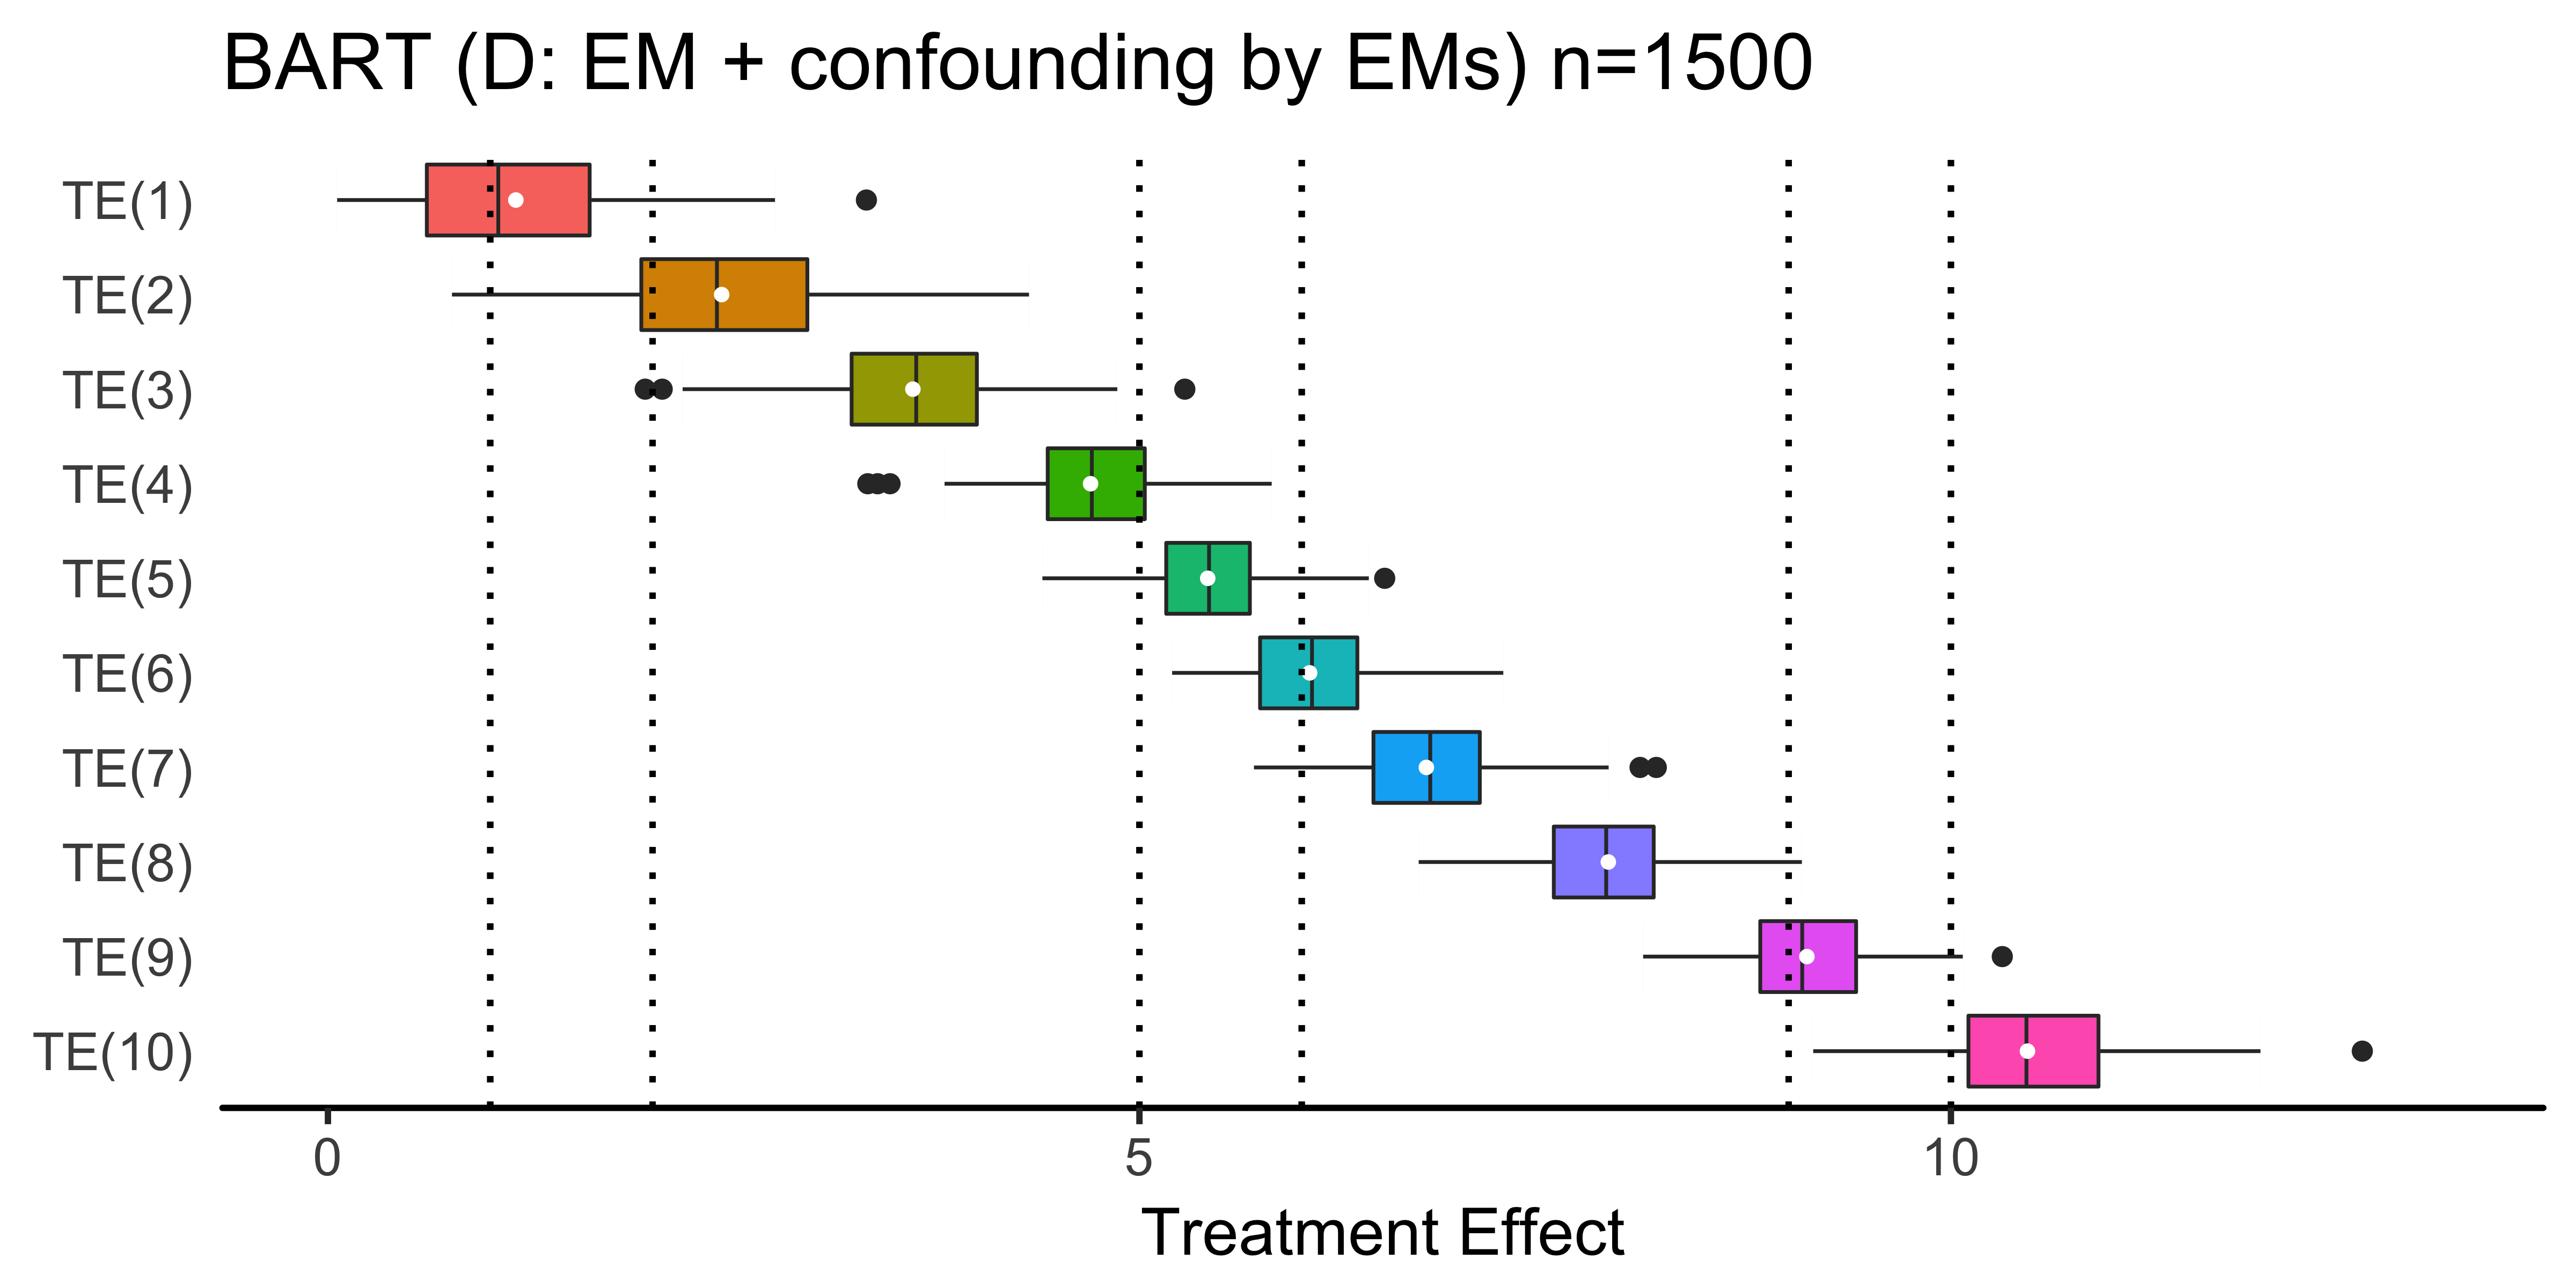 BART (D: EM + confounding by EMs) n=1500
TE(1)
TE(2)
TE(3)
TE(4)
TE(5)
TE(6)
TE(7)
TE(8)
TE(9)
TE(10)
0 5 10
Treatment Effect